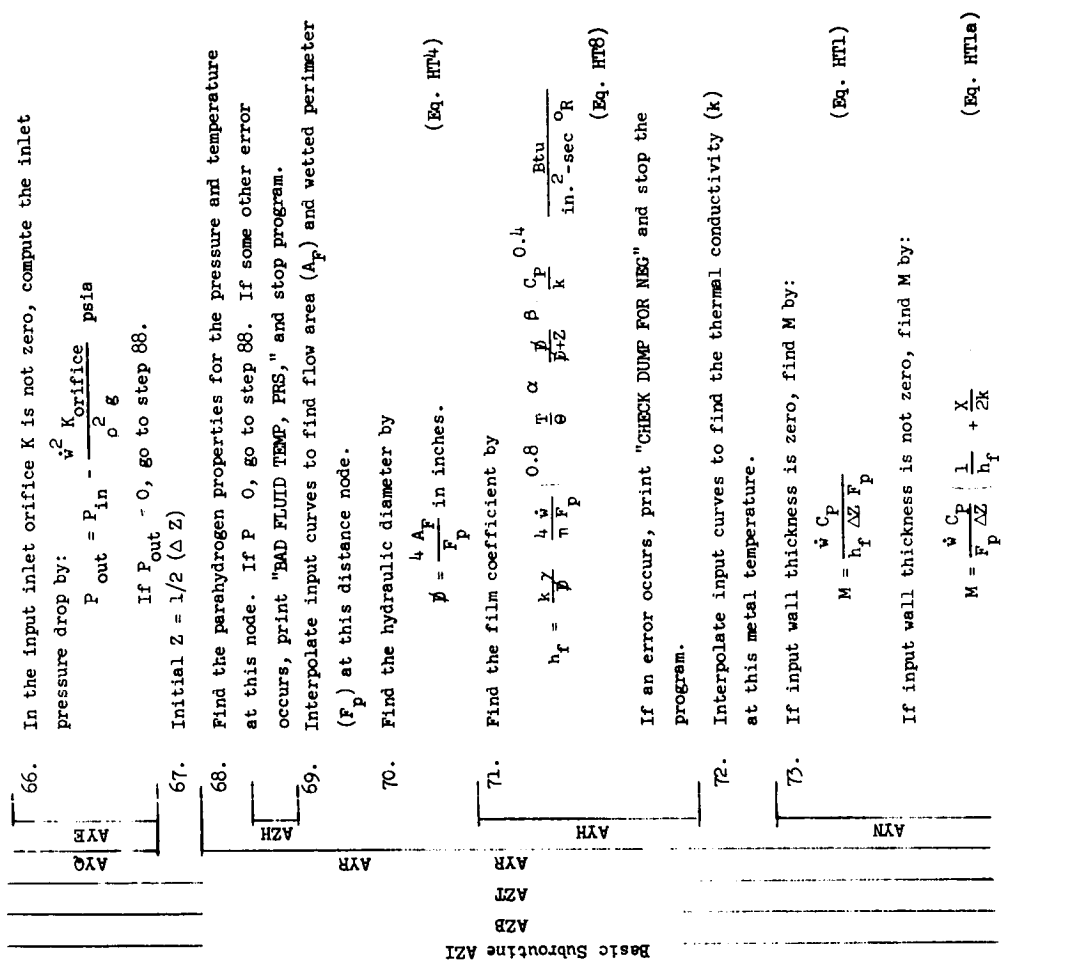 66. In the input inlet orifice K is not zero, compute the inlet
pressure drop by:
P out = P in - ẇ² K orifice / ρ² g psia
If P out - 0, go to step 88.
67. Initial Z = 1/2 (Δ Z)
68. Find the parahydrogen properties for the pressure and temperature
at this node. If P 0, go to step 88. If some other error
occurs, print "BAD FLUID TEMP, PRS," and stop program.
69. Interpolate input curves to find flow area (A_F) and wetted perimeter
(F_p) at this distance node.
70. Find the hydraulic diameter by
D̸ = 4 A_F / F_p in inches. (Eq. HT4)
71. Find the film coefficient by
h_f = k γ / D̸ 4 ẇ / η F_p 0.8 T / θ α D̸ / D̸+Z β C_p / k 0.4 Btu / in.²-sec °R
(Eq. HT8)
If an error occurs, print "CHECK DUMP FOR NEG" and stop the
program.
72. Interpolate input curves to find the thermal conductivity (k)
at this metal temperature.
73. If input wall thickness is zero, find M by:
M = ẇ C_p / h_f ΔZ F_p (Eq. HT1)
If input wall thickness is not zero, find M by:
M = ẇ C_p / F_p ΔZ ( 1 / h_f + X / 2k (Eq. HT1a)
AYE
AYQ
AZH
AYR
AYH
AYR
AYN
AZT
AZB
Basic Subroutine AZI